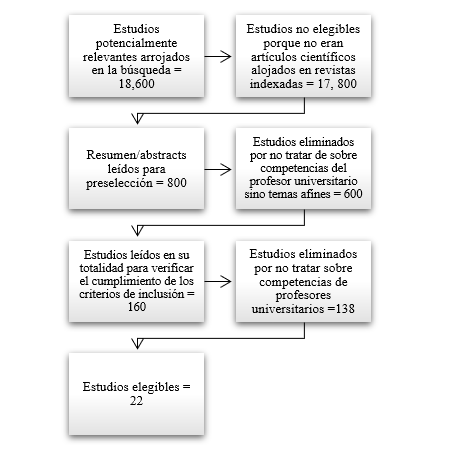 Estudios
potencialmente
relevantes arrojados
en la búsqueda =
18,600
Estudios no elegibles
porque no eran
artículos científicos
alojados en revistas
indexadas = 17, 800
Resumen/abstracts
leídos para
preselección = 800
Estudios eliminados
por no tratar de sobre
competencias del
profesor universitario
sino temas afines = 600
Estudios leídos en su
totalidad para verificar
el cumplimiento de los
criterios de inclusión =
160
Estudios eliminados
por no tratar sobre
competencias de
profesores
universitarios =138
Estudios elegibles =
22